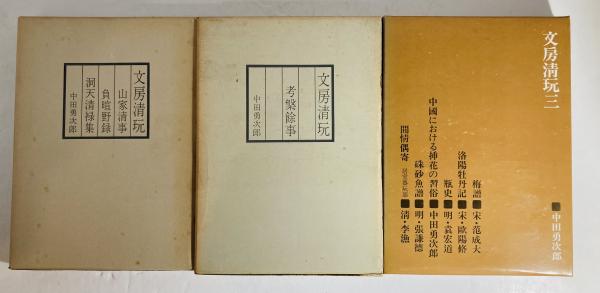 文房清玩
山家清事
負暄野録
洞天清禄集
中田勇次郎
文房清玩
考槃餘事
中田勇次郎
文房清玩三
■中田勇次郎
梅譜■宋・范成大
洛陽牡丹記■宋・歐陽修
瓶史■明・袁宏道
中國における挿花の習俗■中田勇次郎
硃砂魚譜■明・張謙德
閒情偶寄■清・李漁